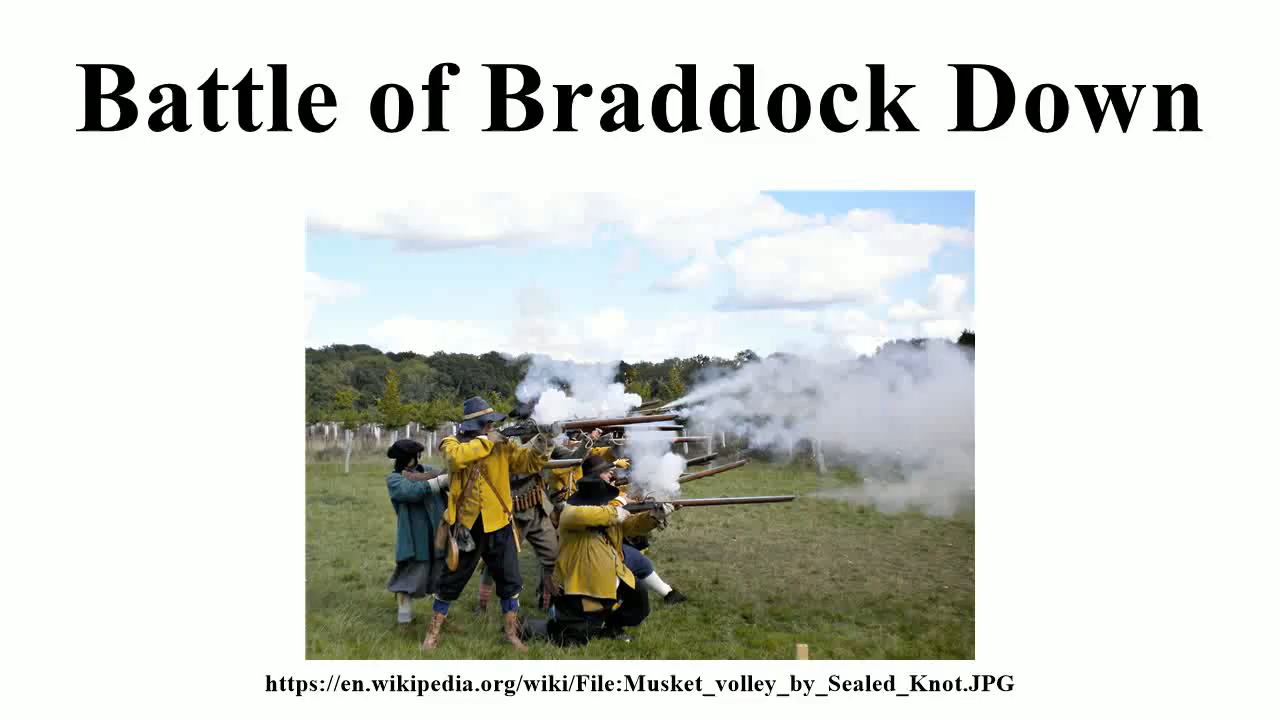 Battle of Braddock Down
https://en.wikipedia.org/wiki/File:Musket_volley_by_Sealed_Knot.JPG